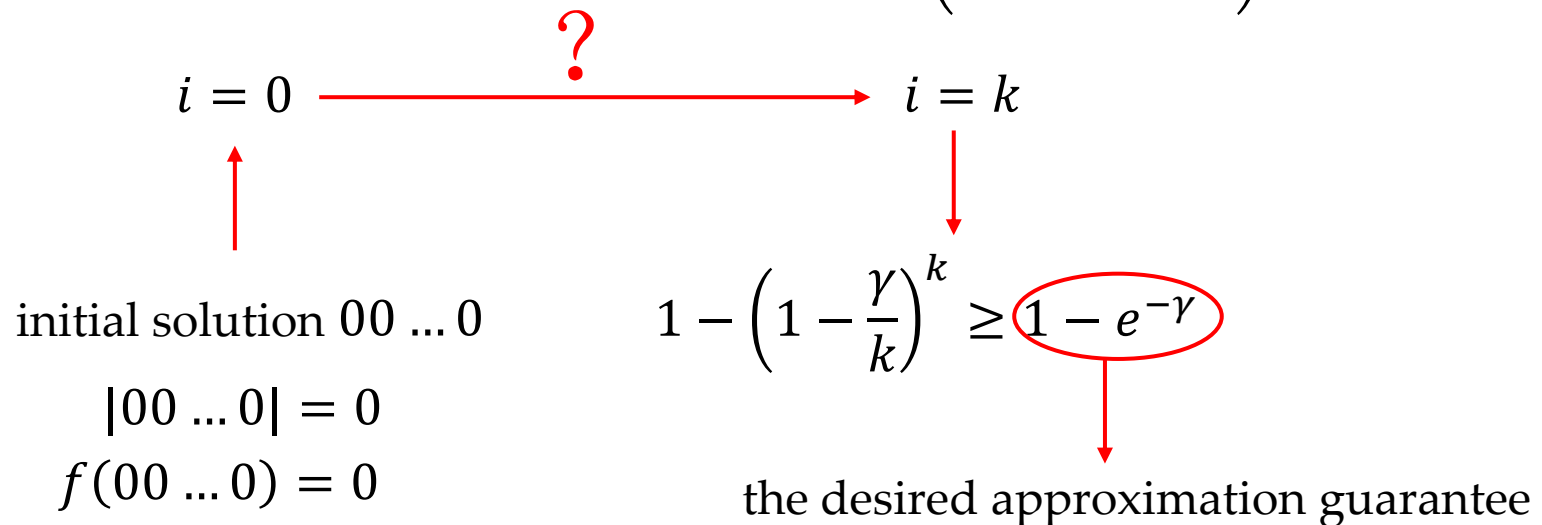 ?
i = 0
i = k
initial solution 00 … 0
|00 … 0| = 0
f(00 … 0) = 0
1 − (1 − γ/k)^k ≥ 1 − e^{−γ}
the desired approximation guarantee